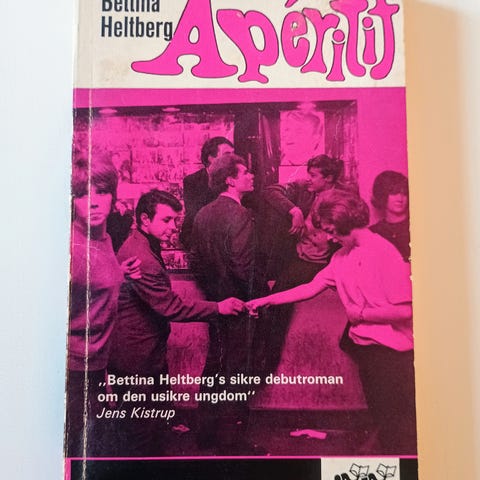 Bettina
Heltberg
Apéritif
„Bettina Heltberg's sikre debutroman
om den usikre ungdom“
Jens Kistrup